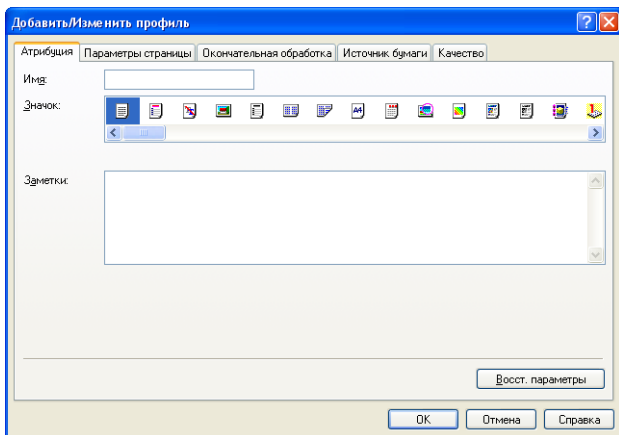 Добавить/Изменить профиль
Атрибуция Параметры страницы Окончательная обработка Источник бумаги Качество
Имя:
Значок:
A4
Заметки:
Восст. параметры
OK Отмена Справка